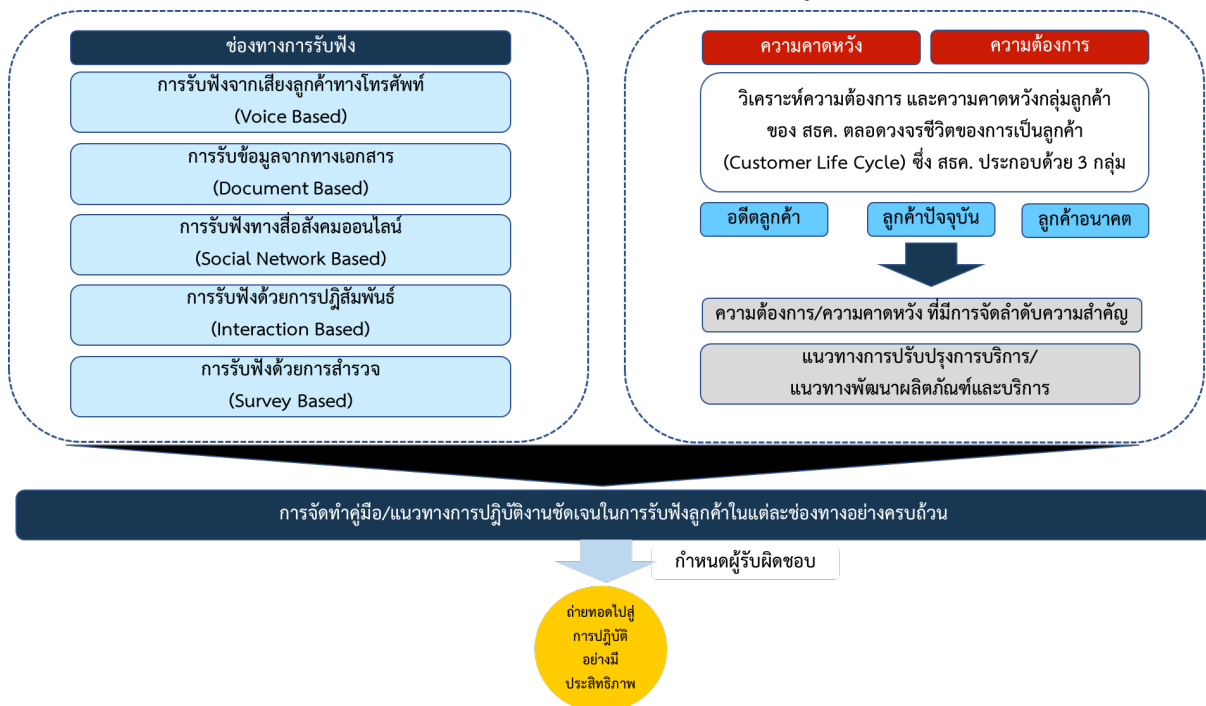 ช่องทางการรับฟัง
การรับฟังจากเสียงลูกค้าทางโทรศัพท์
(Voice Based)
การรับข้อมูลจากทางเอกสาร
(Document Based)
การรับฟังทางสื่อสังคมออนไลน์
(Social Network Based)
การรับฟังด้วยการปฎิสัมพันธ์
(Interaction Based)
การรับฟังด้วยการสำรวจ
(Survey Based)
ความคาดหวัง
ความต้องการ
วิเคราะห์ความต้องการ และความคาดหวังกลุ่มลูกค้า
ของ สธค. ตลอดวงจรชีวิตของการเป็นลูกค้า
(Customer Life Cycle) ซึ่ง สธค. ประกอบด้วย 3 กลุ่ม
อดีตลูกค้า
ลูกค้าปัจจุบัน
ลูกค้าอนาคต
ความต้องการ/ความคาดหวัง ที่มีการจัดลำดับความสำคัญ
แนวทางการปรับปรุงการบริการ/
แนวทางพัฒนาผลิตภัณฑ์และบริการ
การจัดทำคู่มือ/แนวทางการปฎิบัติงานชัดเจนในการรับฟังลูกค้าในแต่ละช่องทางอย่างครบถ้วน
กำหนดผู้รับผิดชอบ
ถ่ายทอดไปสู่
การปฎิบัติ
อย่างมี
ประสิทธิภาพ